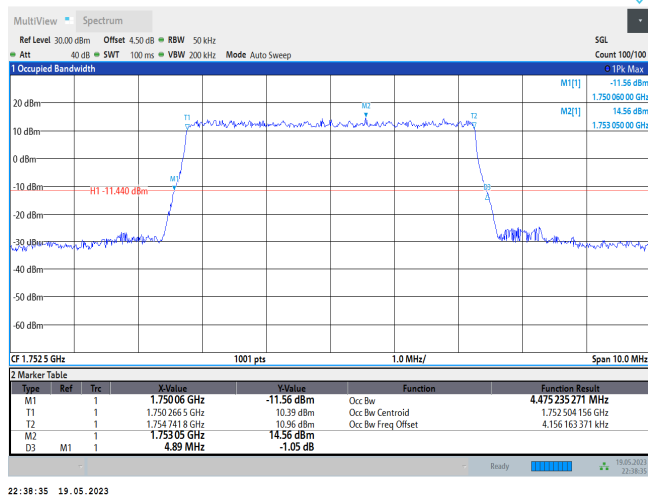 MultiView Spectrum
Ref Level 30.00 dBm Offset 4.50 dB RBW 50 kHz SGL
Att 40 dB SWT 100 ms VBW 200 kHz Mode Auto Sweep Count 100/100
1 Occupied Bandwidth 1Pk Max
M1[1] -11.56 dBm
1.750 060 00 GHz
M2[1] 14.56 dBm
1.753 050 00 GHz
20 dBm
M2
T1
T2
10 dBm
0 dBm
M1
-10 dBm
H1 -11.440 dBm
D3
-20 dBm
-30 dBm
-40 dBm
-50 dBm
-60 dBm
CF 1.752 5 GHz 1001 pts 1.0 MHz/ Span 10.0 MHz
2 Marker Table
Type Ref Trc X-Value Y-Value Function Function Result
M1 1 1.750 06 GHz -11.56 dBm Occ Bw 4.475 235 271 MHz
T1 1 1.750 266 5 GHz 10.39 dBm Occ Bw Centroid 1.752 504 156 GHz
T2 1 1.754 741 8 GHz 10.96 dBm Occ Bw Freq Offset 4.156 163 371 kHz
M2 1 1.753 05 GHz 14.56 dBm
D3 M1 1 4.89 MHz -1.05 dB
Ready 19.05.2023
22:38:35
22:38:35 19.05.2023